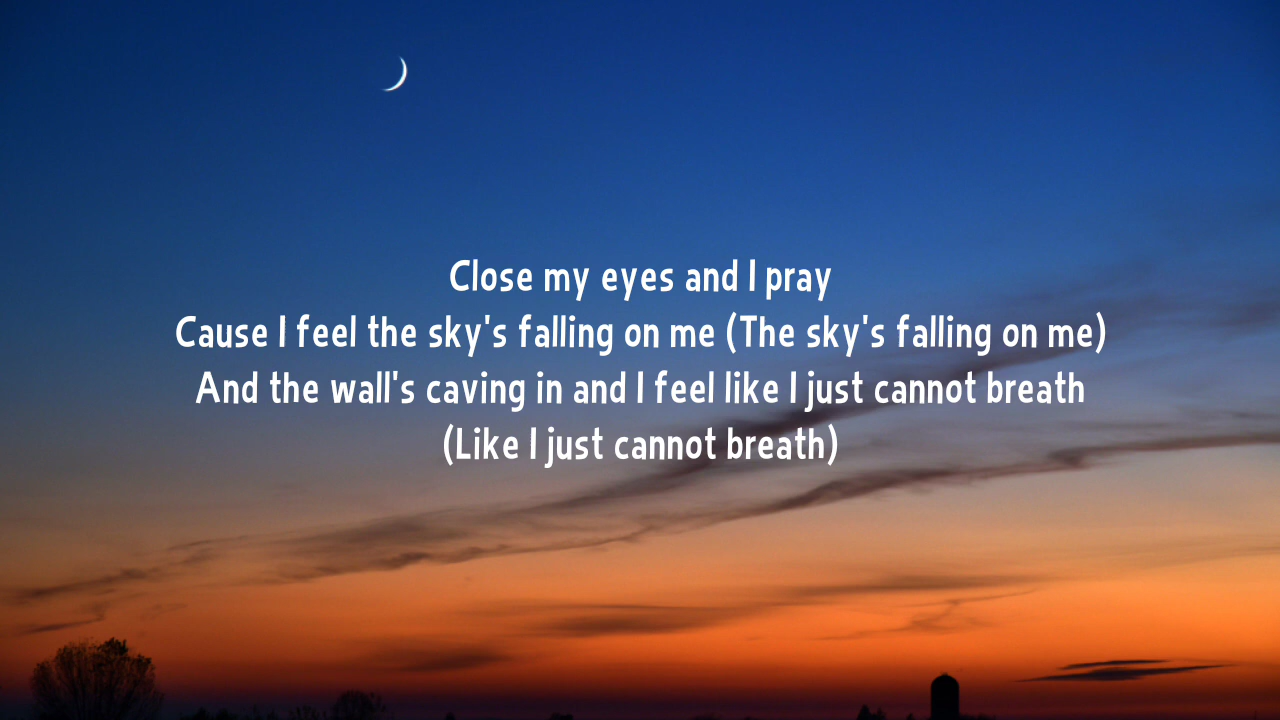 Close my eyes and I pray
Cause I feel the sky's falling on me (The sky's falling on me)
And the wall's caving in and I feel like I just cannot breath
(Like I just cannot breath)